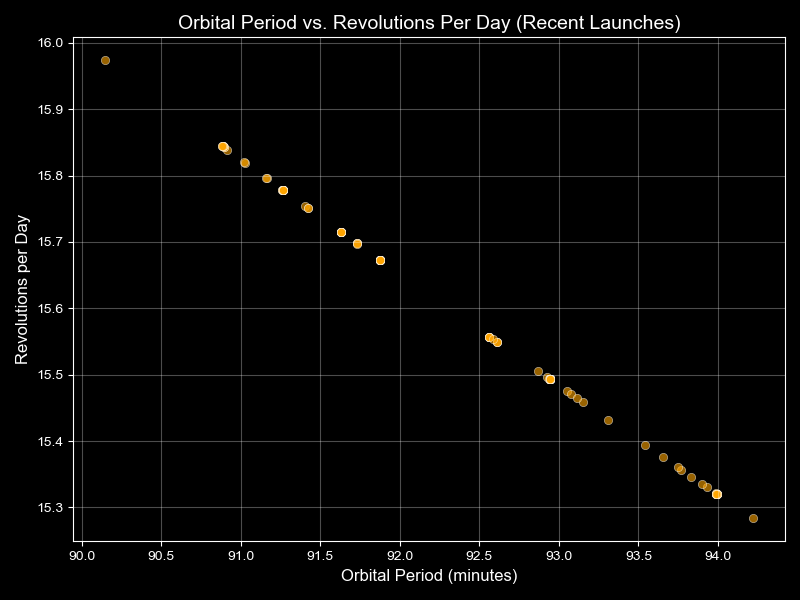 Orbital Period vs. Revolutions Per Day (Recent Launches)
Revolutions per Day
16.0
15.9
15.8
15.7
15.6
15.5
15.4
15.3
90.0 90.5 91.0 91.5 92.0 92.5 93.0 93.5 94.0
Orbital Period (minutes)